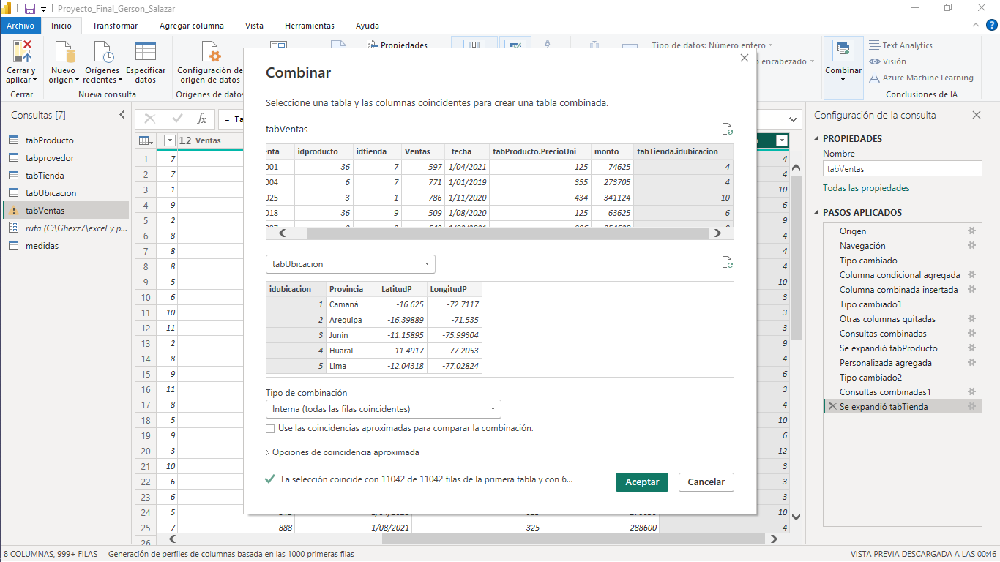 Proyecto_Final_Gerson_Salazar
Archivo Inicio Transformar Agregar columna Vista Herramientas Ayuda
Cerrar y aplicar
Nuevo origen
Orígenes recientes
Especificar datos
Configuración de origen de datos
Propiedades
Tipo de datos: Número entero
o encabezado
Combinar
Text Analytics
Visión
Azure Machine Learning
Cerrar
Nueva consulta
Orígenes de datos
Conclusiones de IA
Consultas [7]
tabProducto
tabprovedor
tabTienda
tabUbicacion
tabVentas
ruta (C:\Ghexz7\excel y p...
medidas
fx
= Ta
1.2 Ventas
1 7 4
2 7 4
3 1 10
4 9 6
5 2 9
6 8 4
7 8 4
8 8 4
9 5 10
10 6 3
11 10 3
12 11 3
13 2 9
14 8 4
15 9 6
16 11 3
17 8 4
18 5 10
19 9 6
20 3 12
21 10 3
22 6 3
23 6 3
24 5 10
25 7 888 1/08/2021 325 288600 4
26
Combinar
Seleccione una tabla y las columnas coincidentes para crear una tabla combinada.
tabVentas
nta idproducto idtienda Ventas fecha tabProducto.PrecioUni monto tabTienda.idubicacion
001 36 7 597 1/04/2021 125 74625 4
004 6 7 771 1/01/2019 355 273705 4
025 3 1 786 1/11/2020 434 341124 10
018 36 9 509 1/08/2020 125 63625 6
tabUbicacion
idubicacion Provincia LatitudP LongitudP
1 Camaná -16.625 -72.7117
2 Arequipa -16.39889 -71.535
3 Junin -11.15895 -75.99304
4 Huaral -11.4917 -77.2053
5 Lima -12.04318 -77.02824
Tipo de combinación
Interna (todas las filas coincidentes)
Use las coincidencias aproximadas para comparar la combinación.
Opciones de coincidencia aproximada
La selección coincide con 11042 de 11042 filas de la primera tabla y con 6...
Aceptar
Cancelar
Configuración de la consulta
PROPIEDADES
Nombre
tabVentas
Todas las propiedades
PASOS APLICADOS
Origen
Navegación
Tipo cambiado
Columna condicional agregada
Columna combinada insertada
Tipo cambiado1
Otras columnas quitadas
Consultas combinadas
Se expandió tabProducto
Personalizada agregada
Tipo cambiado2
Consultas combinadas1
Se expandió tabTienda
8 COLUMNAS, 999+ FILAS Generación de perfiles de columnas basada en las 1000 primeras filas
VISTA PREVIA DESCARGADA A LAS 00:46